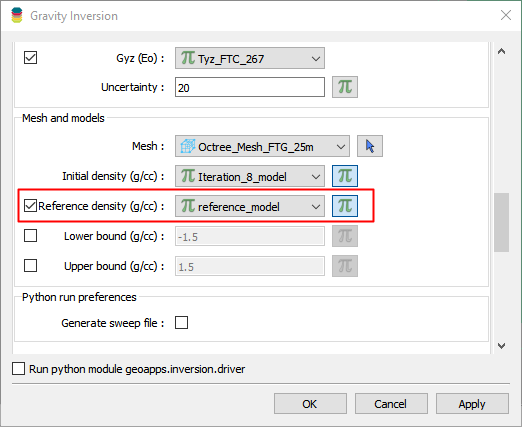 Gravity Inversion
Gyz (Eo) : π Tyz_FTC_267
Uncertainty : 20 π
Mesh and models
Mesh : Octree_Mesh_FTG_25m
Initial density (g/cc) : π Iteration_8_model π
Reference density (g/cc) : π reference_model π
Lower bound (g/cc) : -1.5 π
Upper bound (g/cc) : 1.5 π
Python run preferences
Generate sweep file :
Run python module geoapps.inversion.driver
OK Cancel Apply